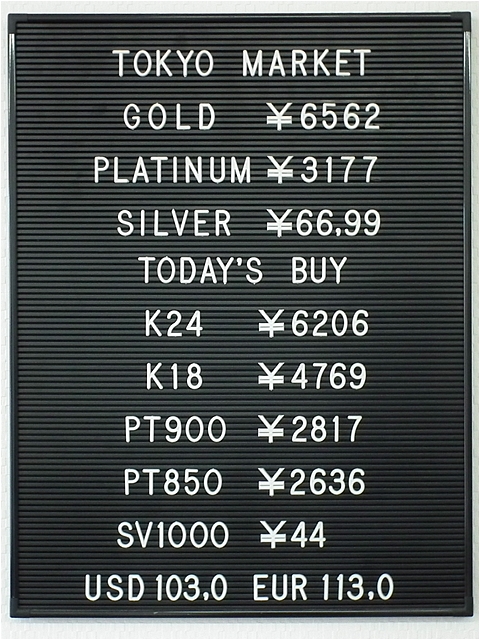 TOKYO MARKET
GOLD ¥6562
PLATINUM ¥3177
SILVER ¥66.99
TODAY'S BUY
K24 ¥6206
K18 ¥4769
PT900 ¥2817
PT850 ¥2636
SV1000 ¥44
USD 103.0 EUR 113.0